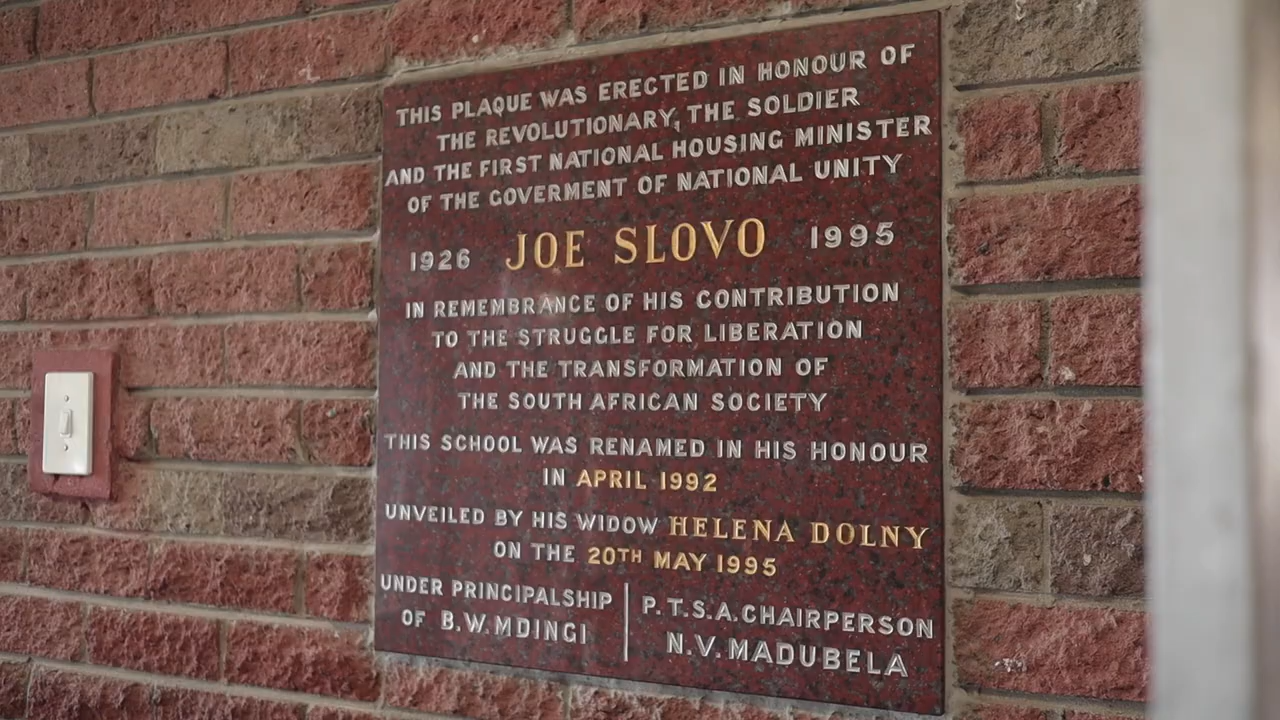 THIS PLAQUE WAS ERECTED IN HONOUR OF
THE REVOLUTIONARY, THE SOLDIER
AND THE FIRST NATIONAL HOUSING MINISTER
OF THE GOVERMENT OF NATIONAL UNITY
1926 JOE SLOVO 1995
IN REMEMBRANCE OF HIS CONTRIBUTION
TO THE STRUGGLE FOR LIBERATION
AND THE TRANSFORMATION OF
THE SOUTH AFRICAN SOCIETY
THIS SCHOOL WAS RENAMED IN HIS HONOUR
IN APRIL 1992
UNVEILED BY HIS WIDOW HELENA DOLNY
ON THE 20TH MAY 1995
UNDER PRINCIPALSHIP
OF B.W.MDINGI
P.T.S.A.CHAIRPERSON
N.V.MADUBELA